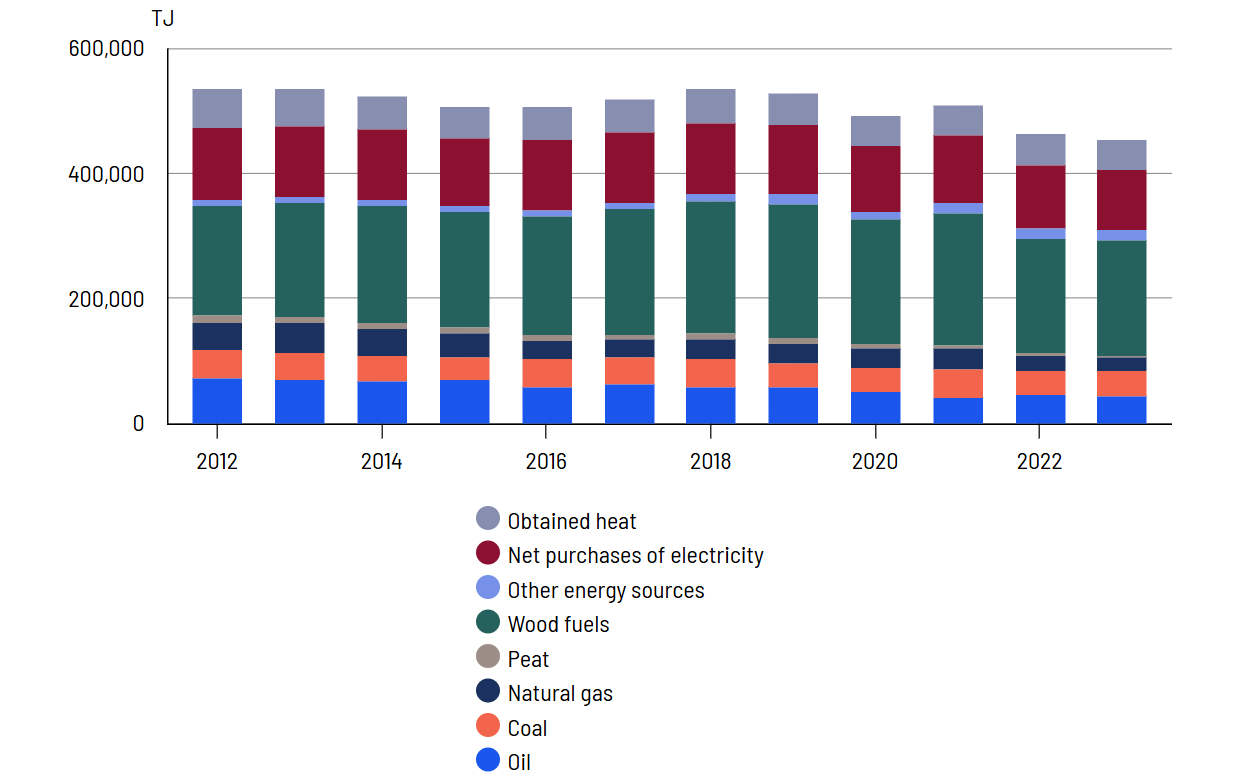 TJ
600,000
400,000
200,000
0
2012 2014 2016 2018 2020 2022
Obtained heat
Net purchases of electricity
Other energy sources
Wood fuels
Peat
Natural gas
Coal
Oil